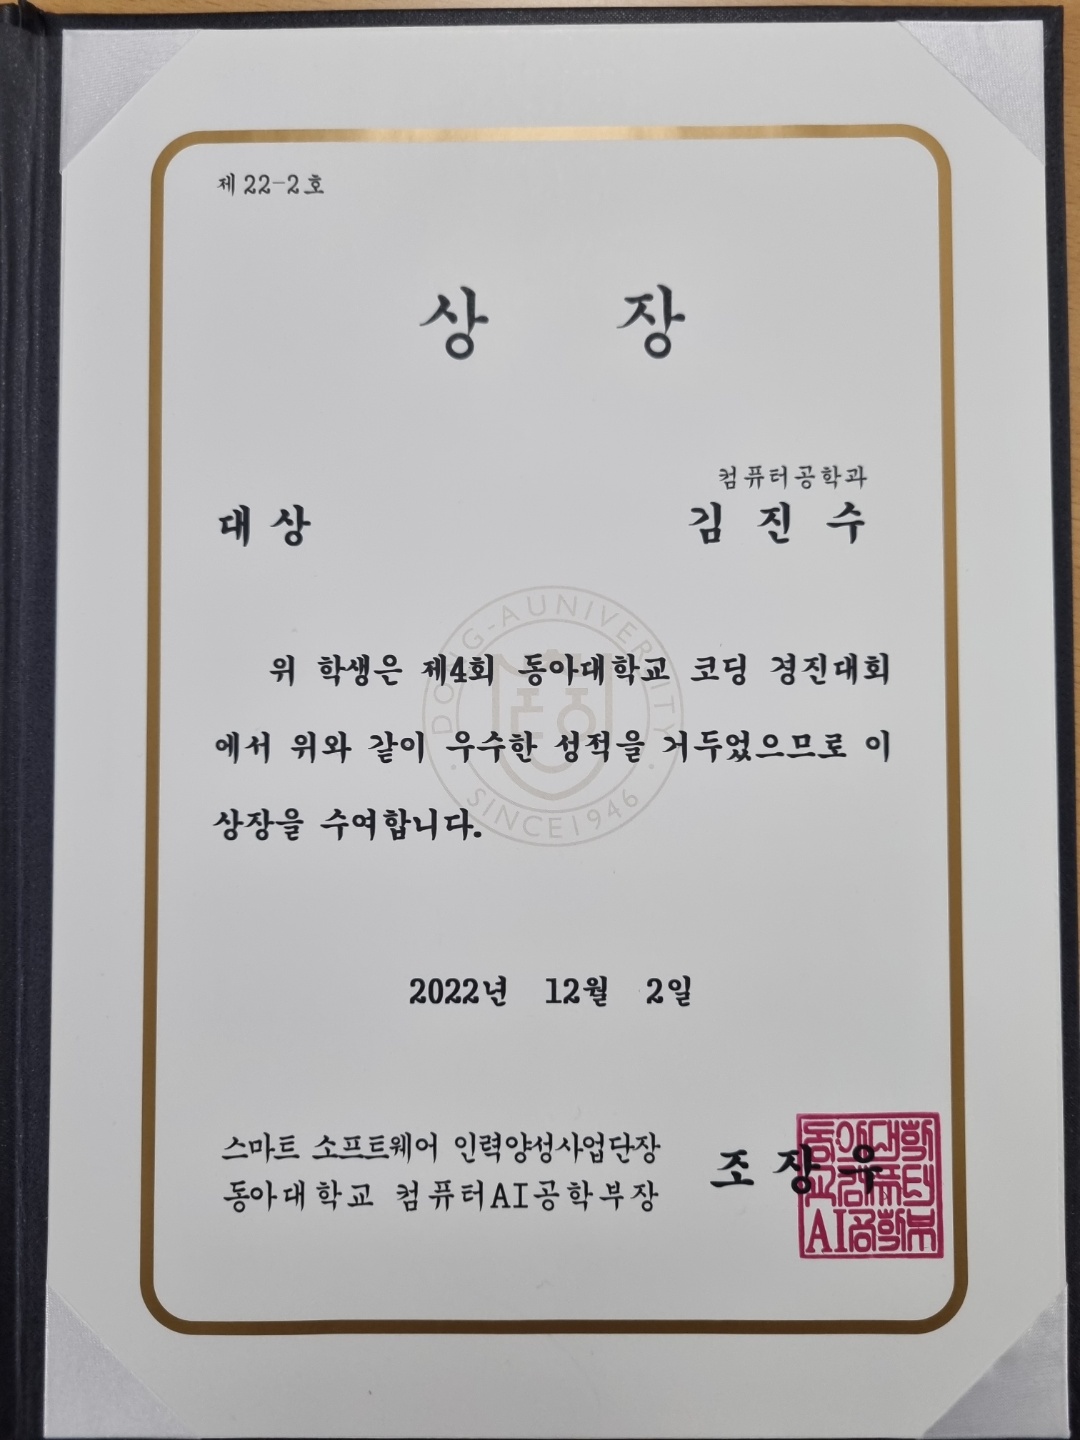 제 22-2호
상 장
컴퓨터공학과
대 상 김 진 수
위 학생은 제4회 동아대학교 코딩 경진대회
에서 위와 같이 우수한 성적을 거두었으므로 이
상장을 수여합니다.
DONG-A UNIVERSITY
SINCE 1946
2022년 12월 2일
스마트 소프트웨어 인력양성사업단장
동아대학교 컴퓨터AI공학부장
조 장 우
동아대학
교컴퓨터
AI공학부